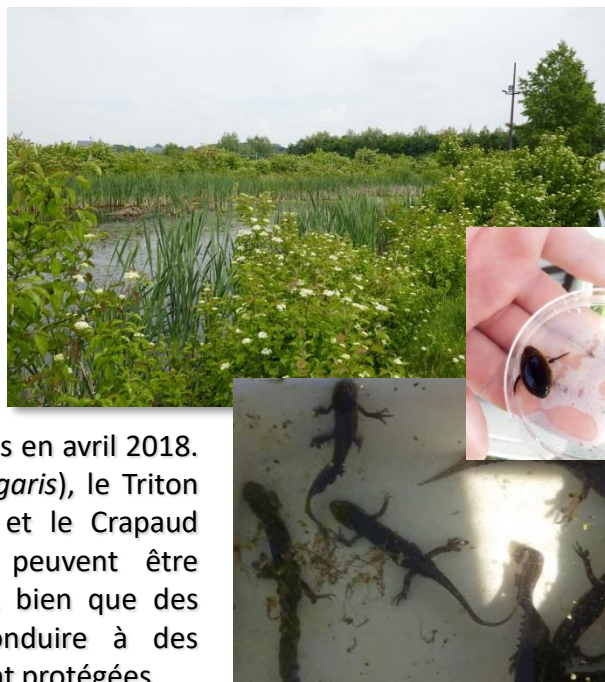 s en avril 2018.
garis), le Triton
et le Crapaud
peuvent être
bien que des
onduire à des
nt protégées